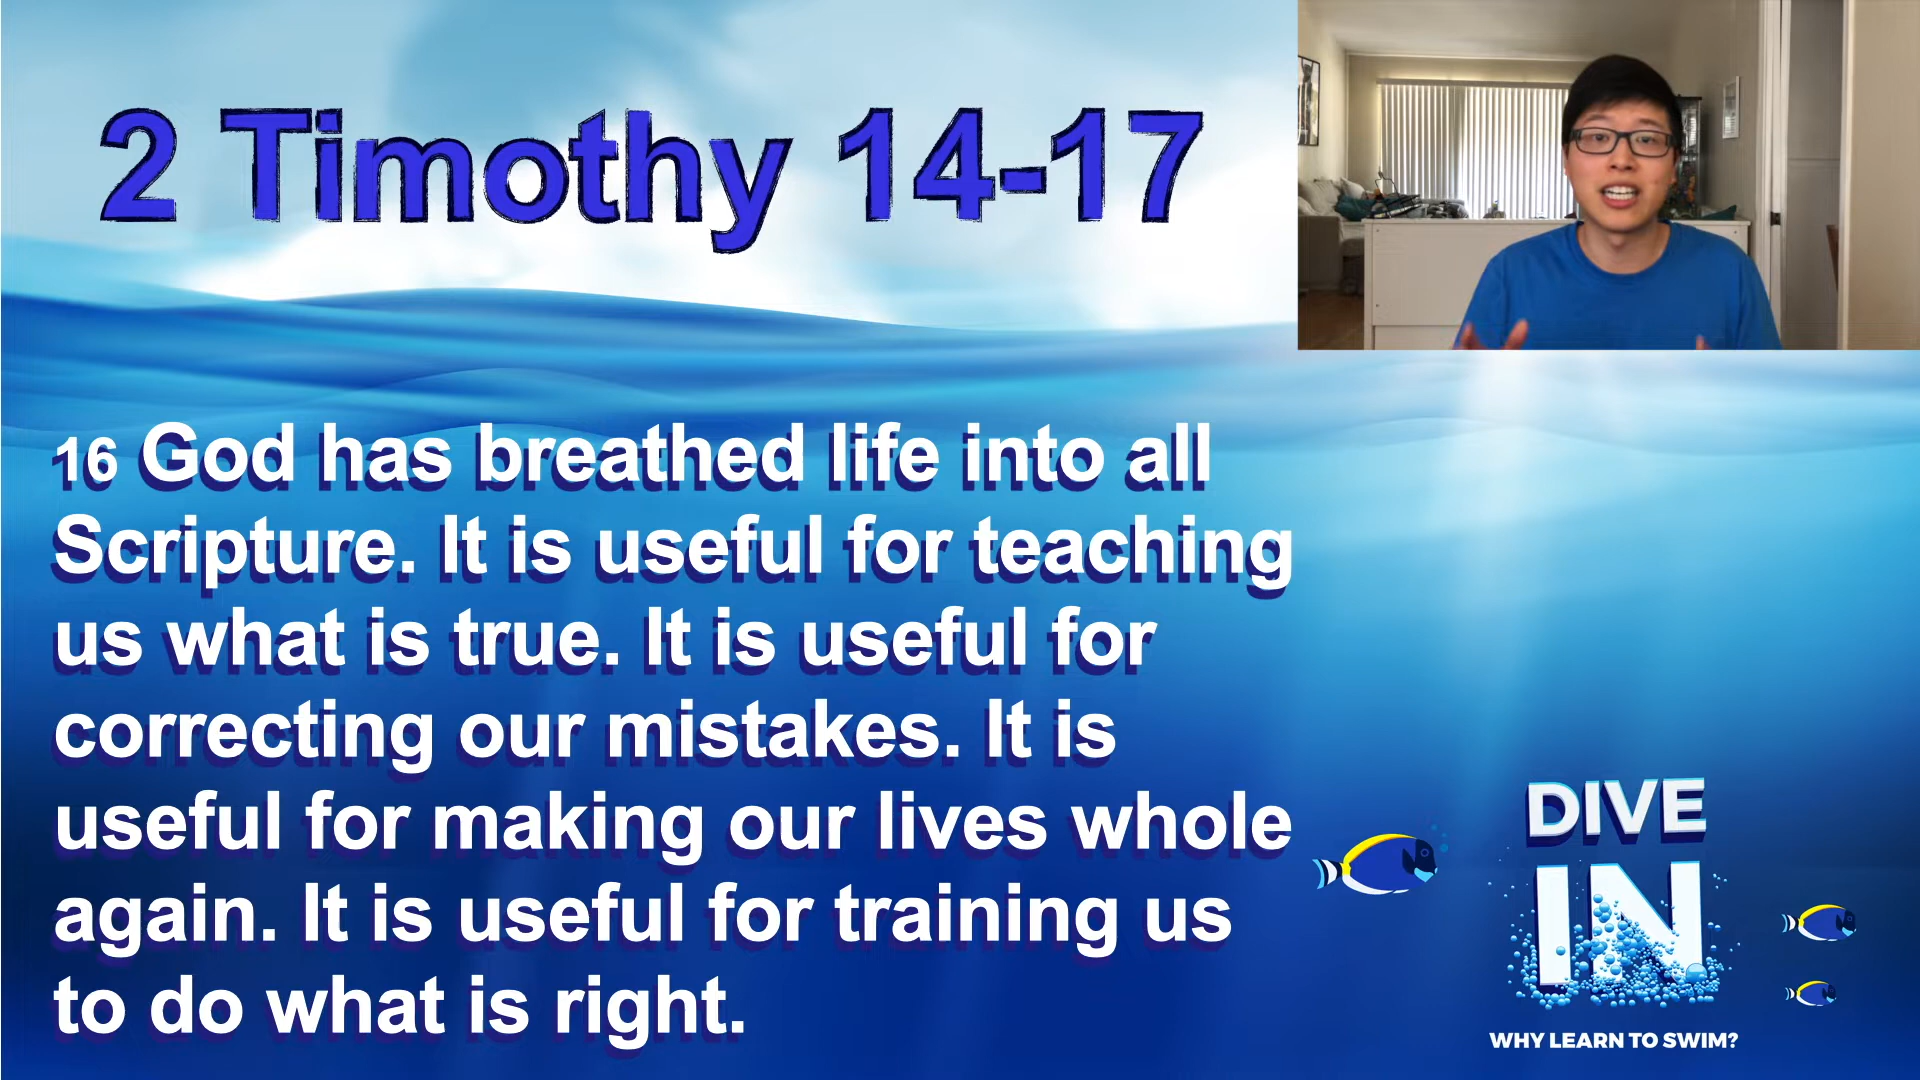 2 Timothy 14-17
16 God has breathed life into all
Scripture. It is useful for teaching
us what is true. It is useful for
correcting our mistakes. It is
useful for making our lives whole
again. It is useful for training us
to do what is right.
DIVE
IN
WHY LEARN TO SWIM?